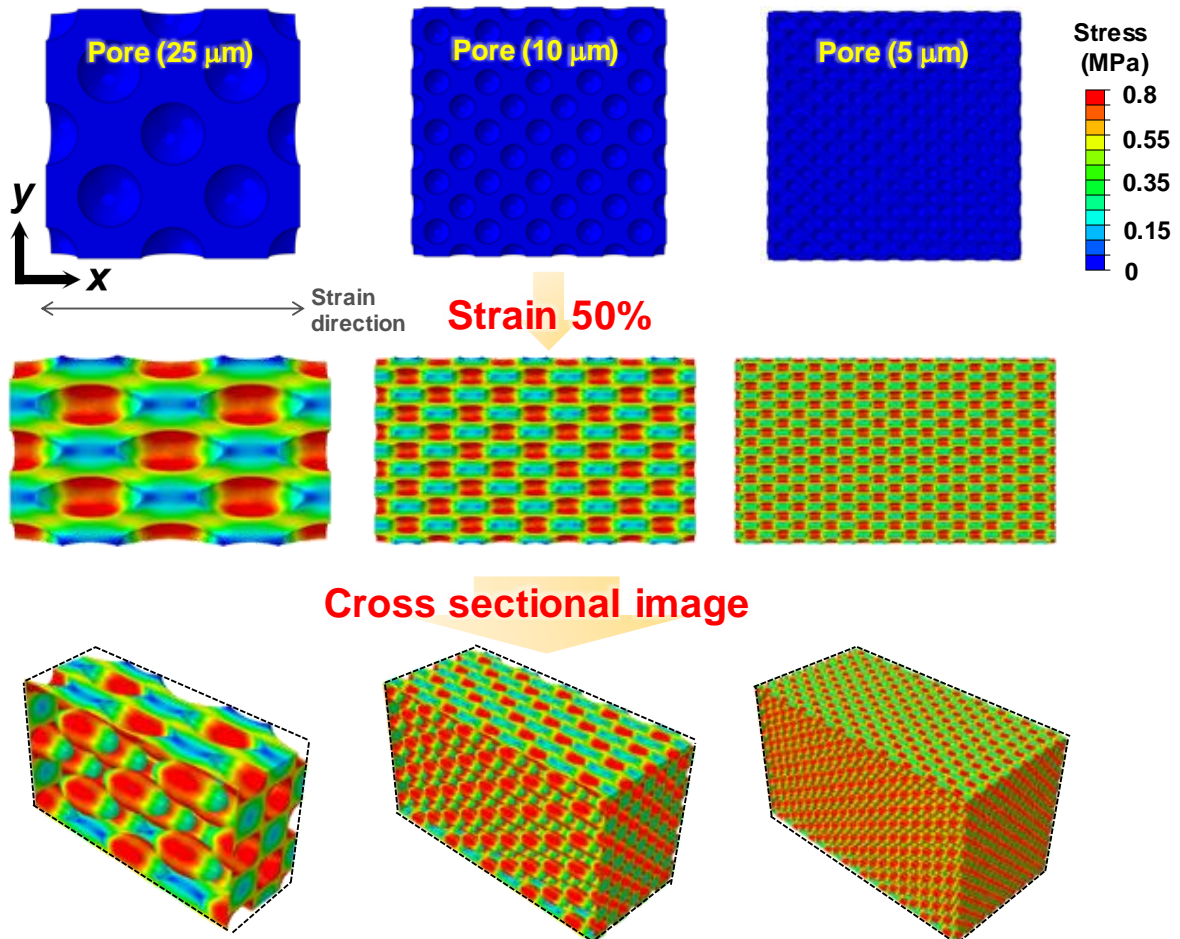 Pore (25 μm)
Pore (10 μm)
Pore (5 μm)
Stress
(MPa)
0.8
0.55
0.35
0.15
0
y
x
Strain
direction
Strain 50%
Cross sectional image